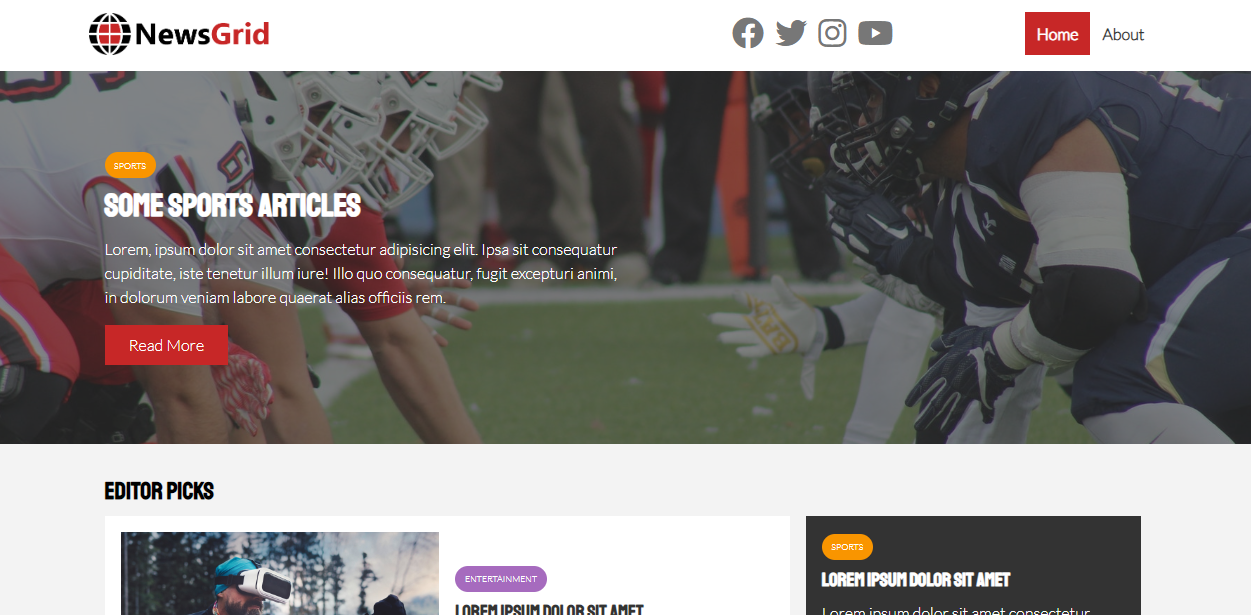 NewsGrid
Home
About
SPORTS
SOME SPORTS ARTICLES
Lorem, ipsum dolor sit amet consectetur adipisicing elit. Ipsa sit consequatur
cupiditate, iste tenetur illum iure! Illo quo consequatur, fugit excepturi animi,
in dolorum veniam labore quaerat alias officiis rem.
Read More
EDITOR PICKS
ENTERTAINMENT
LOREM IPSUM DOLOR SIT AMET
SPORTS
LOREM IPSUM DOLOR SIT AMET
Lorem ipsum dolor sit amet consectetur